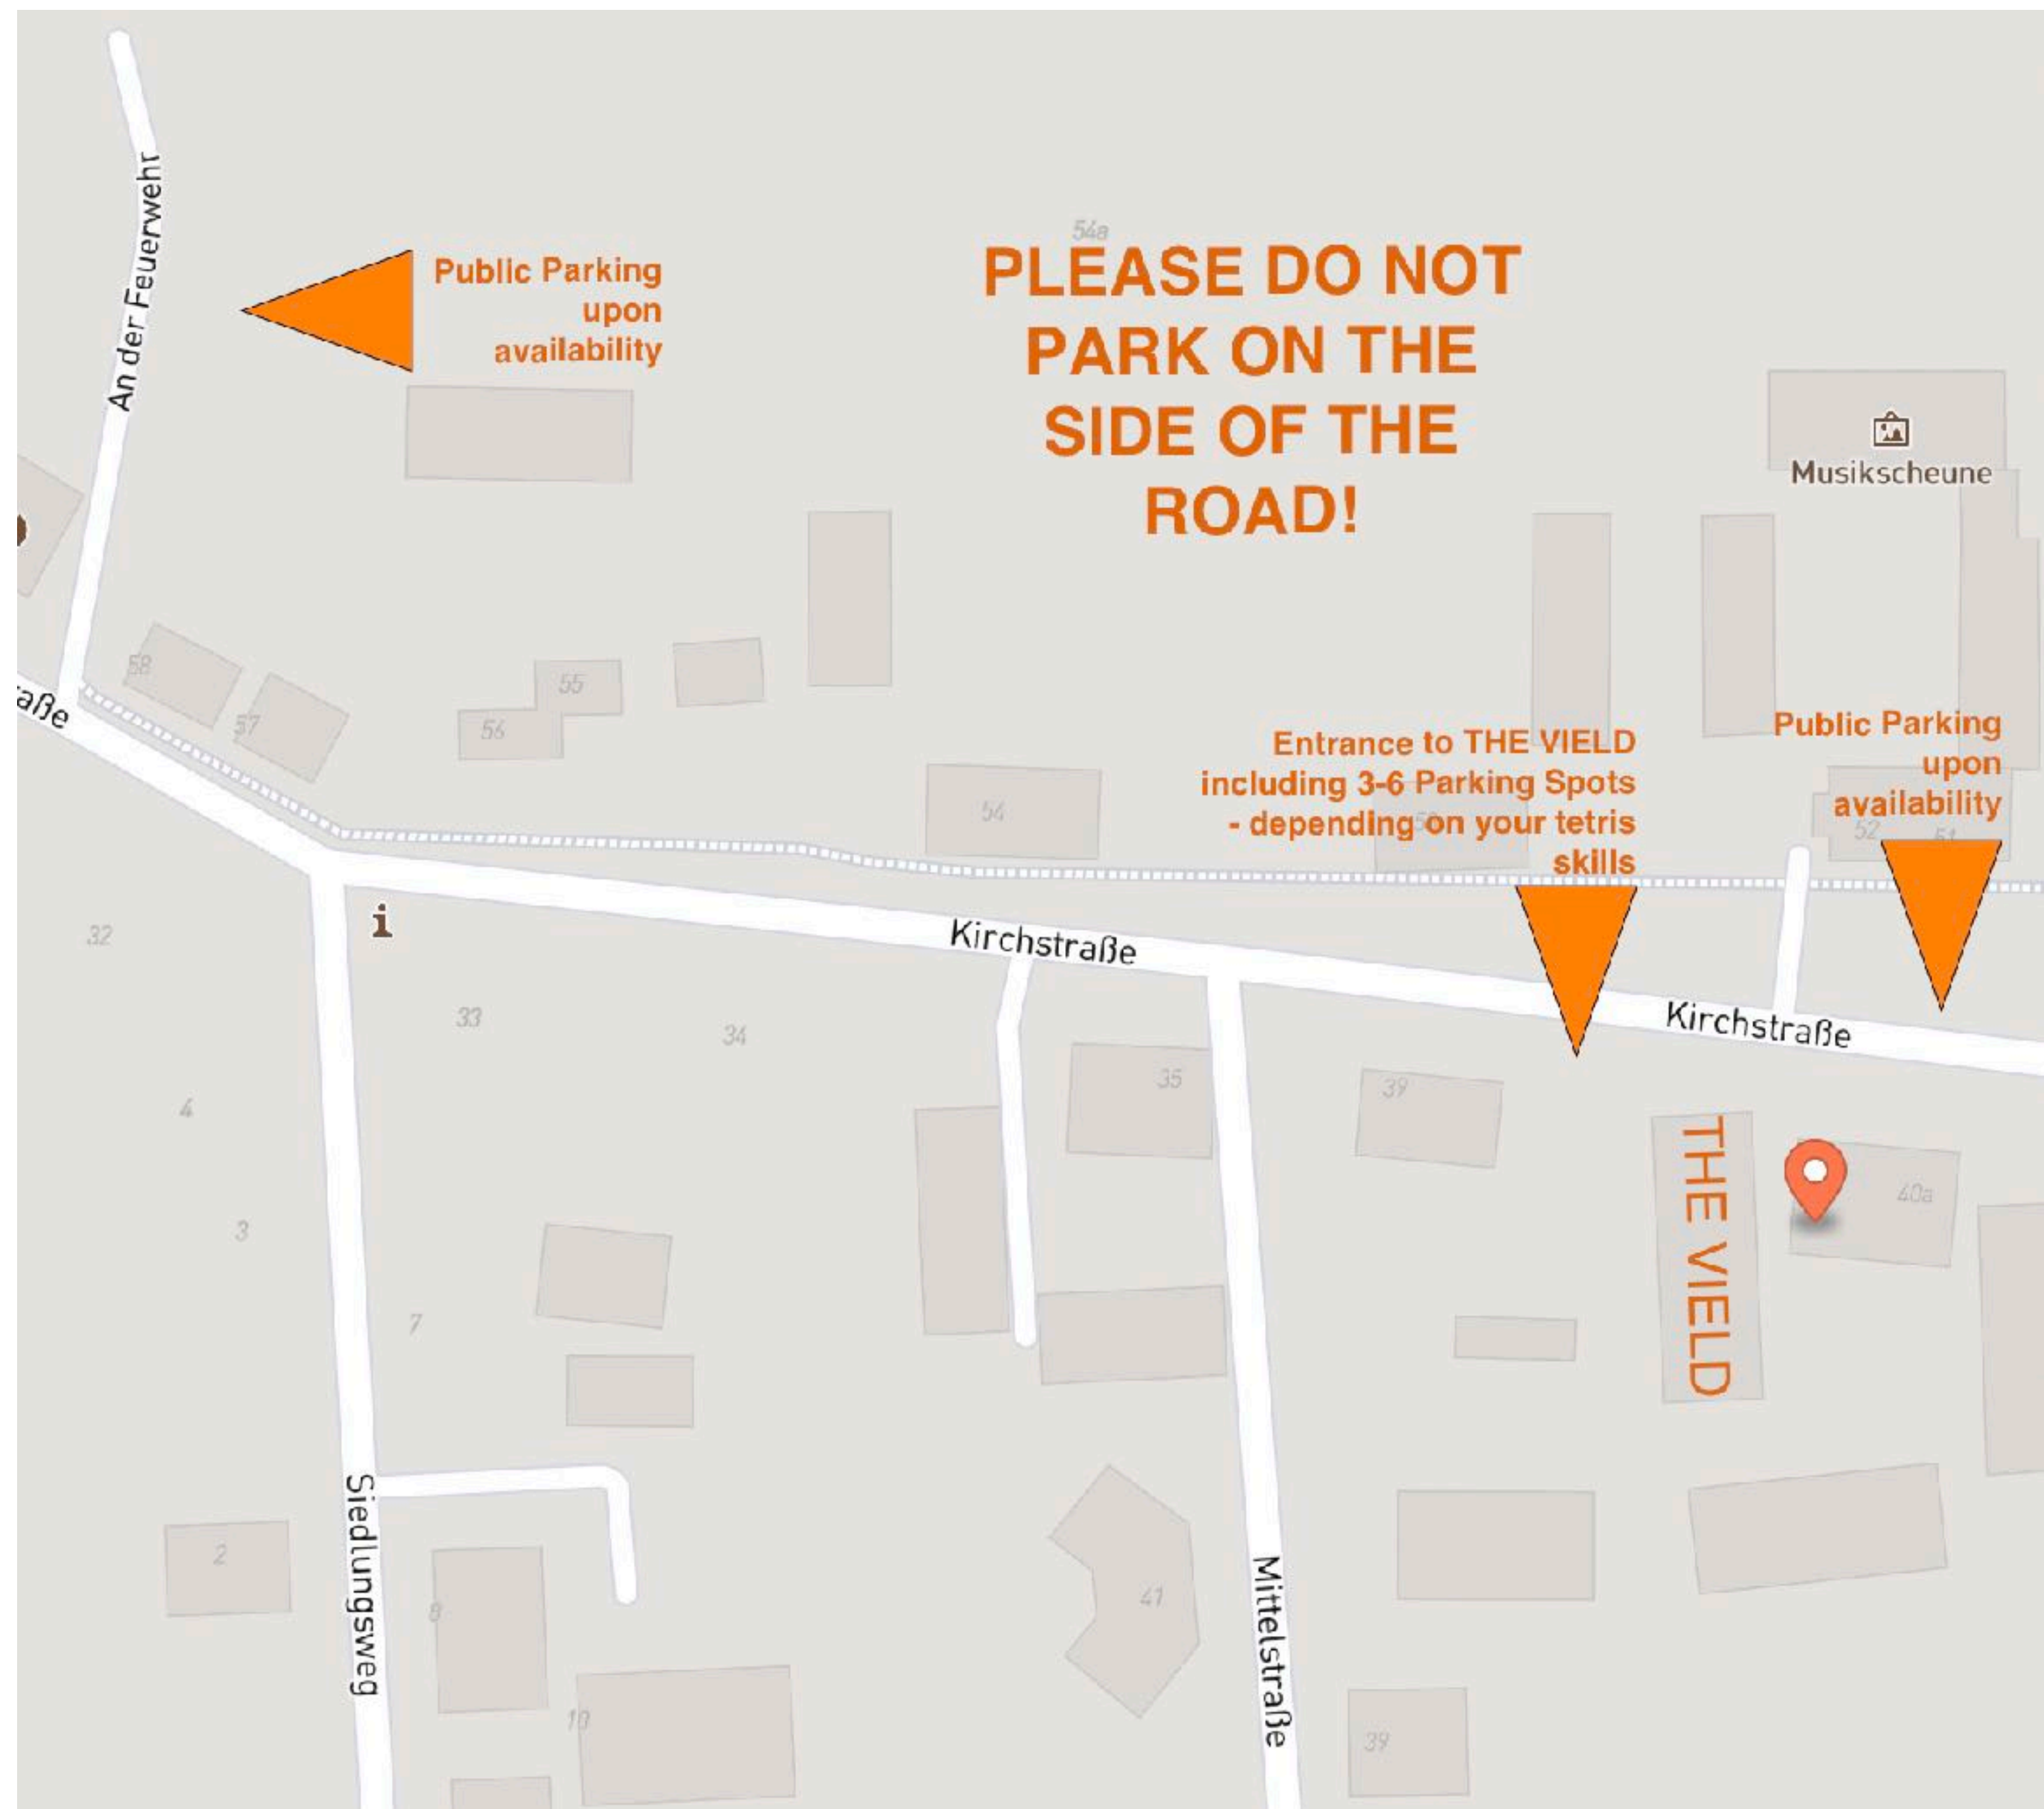 An der Feuerwehr
Public Parking
upon
availability
54a
PLEASE DO NOT
PARK ON THE
SIDE OF THE
ROAD!
Musikscheune
58
57
55
56
aße
54
Entrance to THE VIELD
including 3-6 Parking Spots
- depending on your tetris
skills
Public Parking
upon
availability
52
51
Kirchstraße
Kirchstraße
32
33
34
35
39
4
3
7
THE VIELD
40a
Siedlungsweg
2
8
10
41
Mittelstraße
39